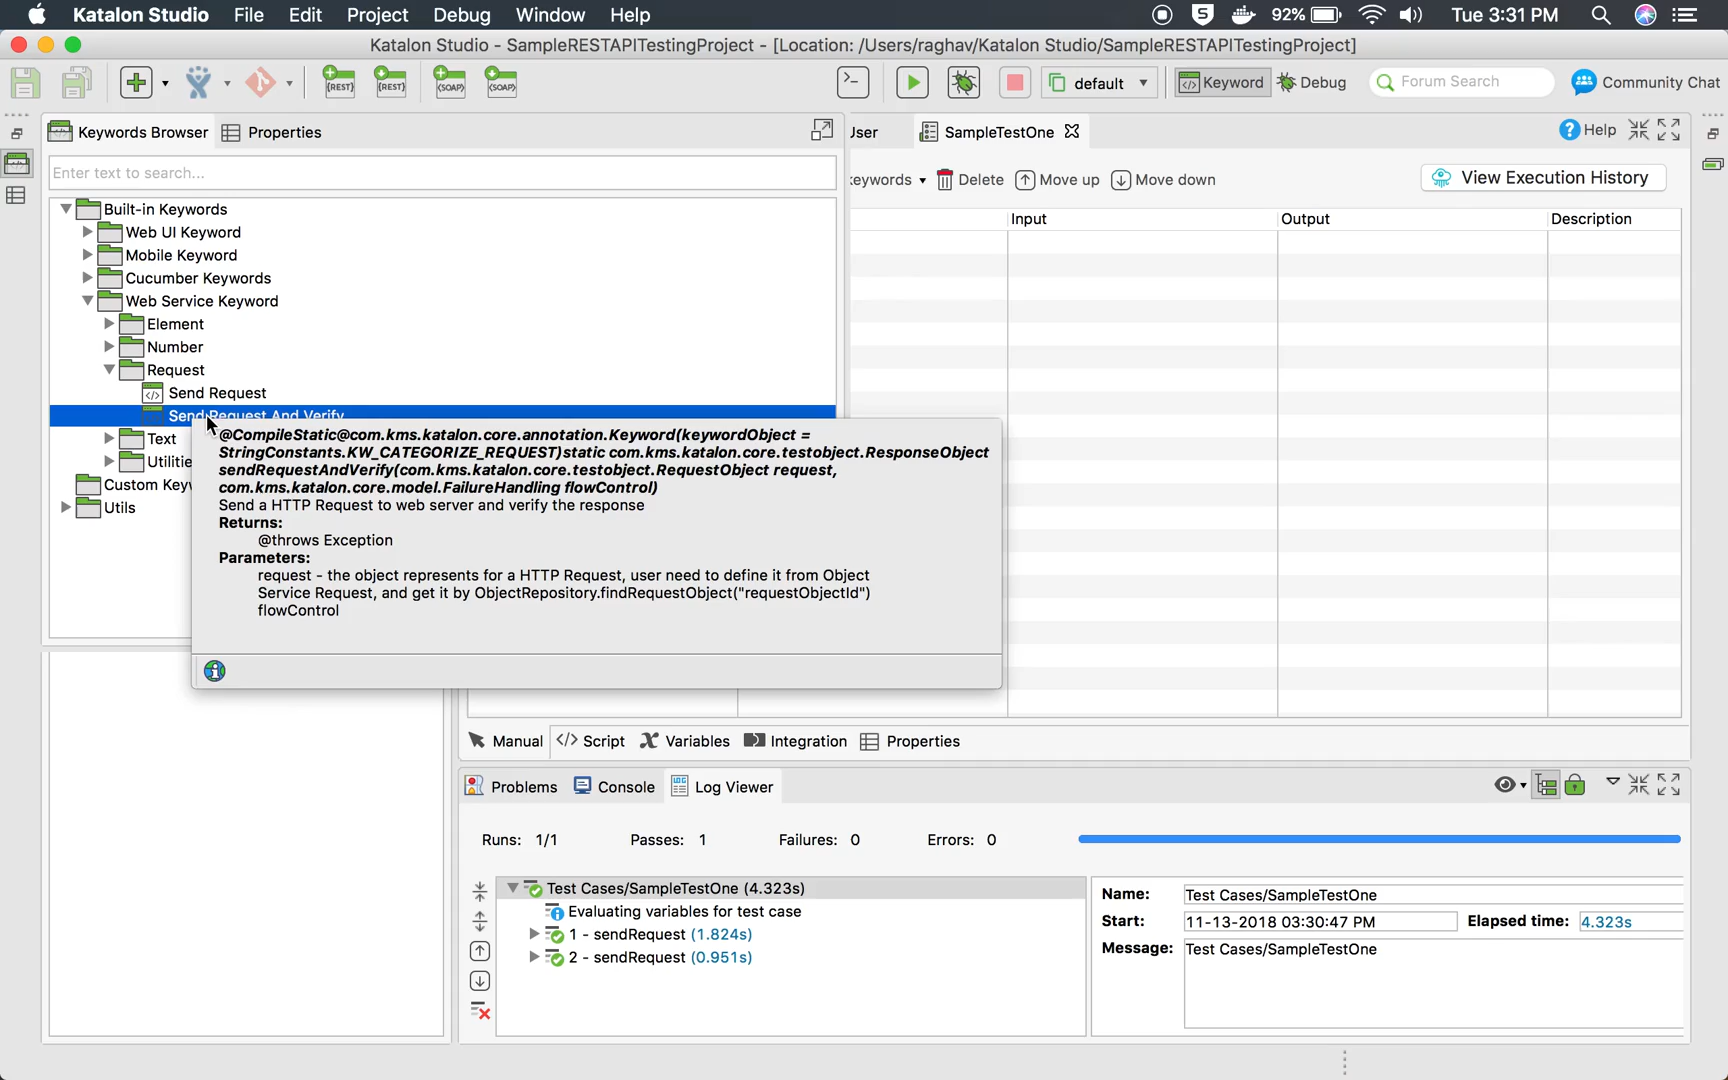 Katalon Studio File Edit Project Debug Window Help 92% Tue 3:31 PM
Katalon Studio - SampleRESTAPITestingProject - [Location: /Users/raghav/Katalon Studio/SampleRESTAPITestingProject]
{REST} {REST} {SOAP} {SOAP} default Keyword Debug Forum Search Community Chat
Keywords Browser Properties
Jser SampleTestOne Help
Enter text to search...
eywords Delete Move up Move down View Execution History
Input Output Description
Built-in Keywords
Web UI Keyword
Mobile Keyword
Cucumber Keywords
Web Service Keyword
Element
Number
Request
Send Request
Send Request And Verify
Text
Utilitie
Custom Keyw
Utils
@CompileStatic@com.kms.katalon.core.annotation.Keyword(keywordObject =
StringConstants.KW_CATEGORIZE_REQUEST)static com.kms.katalon.core.testobject.ResponseObject
sendRequestAndVerify(com.kms.katalon.core.testobject.RequestObject request,
com.kms.katalon.core.model.FailureHandling flowControl)
Send a HTTP Request to web server and verify the response
Returns:
@throws Exception
Parameters:
request - the object represents for a HTTP Request, user need to define it from Object
Service Request, and get it by ObjectRepository.findRequestObject("requestObjectId")
flowControl
Manual Script Variables Integration Properties
Problems Console Log Viewer
Runs: 1/1 Passes: 1 Failures: 0 Errors: 0
Test Cases/SampleTestOne (4.323s)
Evaluating variables for test case
1 - sendRequest (1.824s)
2 - sendRequest (0.951s)
Name: Test Cases/SampleTestOne
Start: 11-13-2018 03:30:47 PM Elapsed time: 4.323s
Message: Test Cases/SampleTestOne